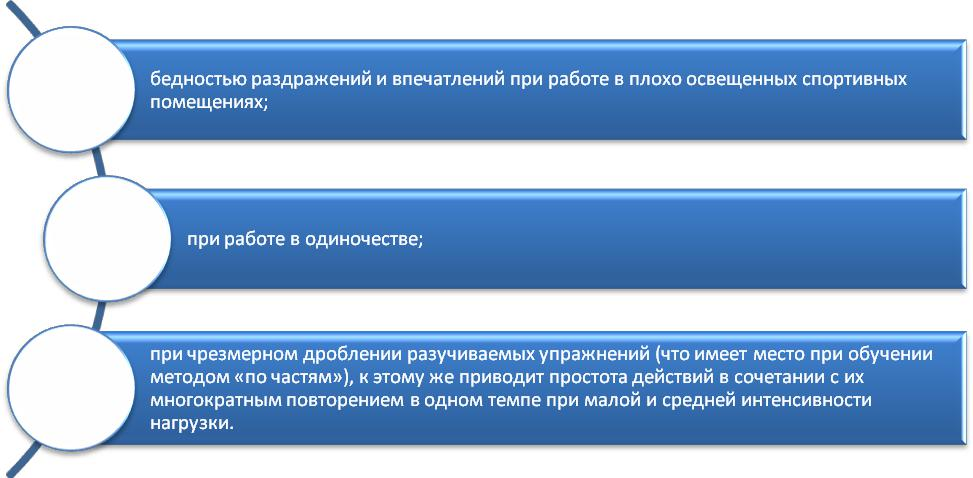 бедностью раздражений и впечатлений при работе в плохо освещенных спортивных
помещениях;
при работе в одиночестве;
при чрезмерном дроблении разучиваемых упражнений (что имеет место при обучении
методом «по частям»), к этому же приводит простота действий в сочетании с их
многократным повторением в одном темпе при малой и средней интенсивности
нагрузки.